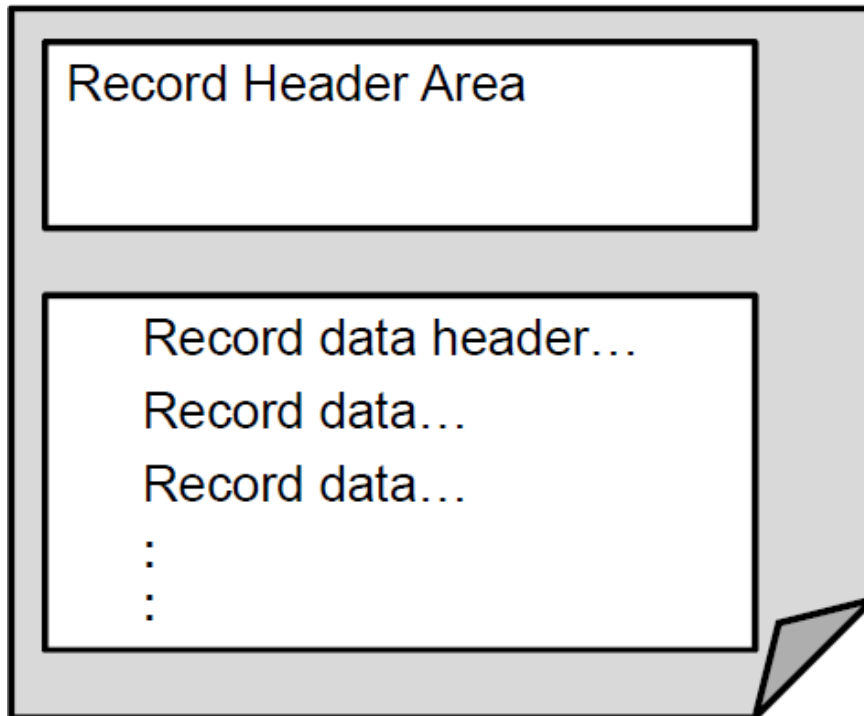 Record Header Area
Record data header…
Record data…
Record data…
:
: